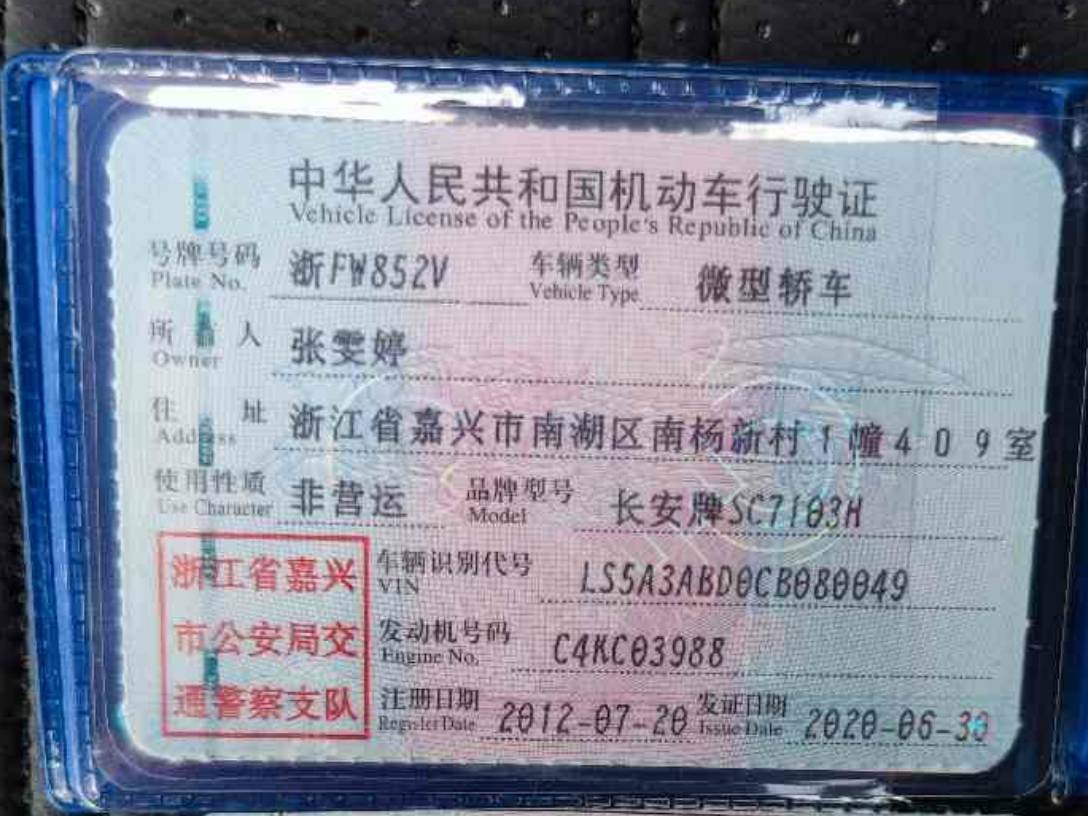 中华人民共和国机动车行驶证
Vehicle License of the People's Republic of China
号牌号码 浙FW852V 车辆类型 微型轿车
Plate No. Vehicle Type
所有人 张雯婷
Owner
住址 浙江省嘉兴市南湖区南杨新村1幢409室
Address
使用性质 非营运 品牌型号 长安牌SC7103H
Use Character Model
浙江省嘉兴 车辆识别代号 LS5A3ABD0CB080049
VIN
市公安局交 发动机号码 C4KC03988
Engine No.
通警察支队 注册日期 2012-07-20 发证日期 2020-06-30
Register Date Issue Date